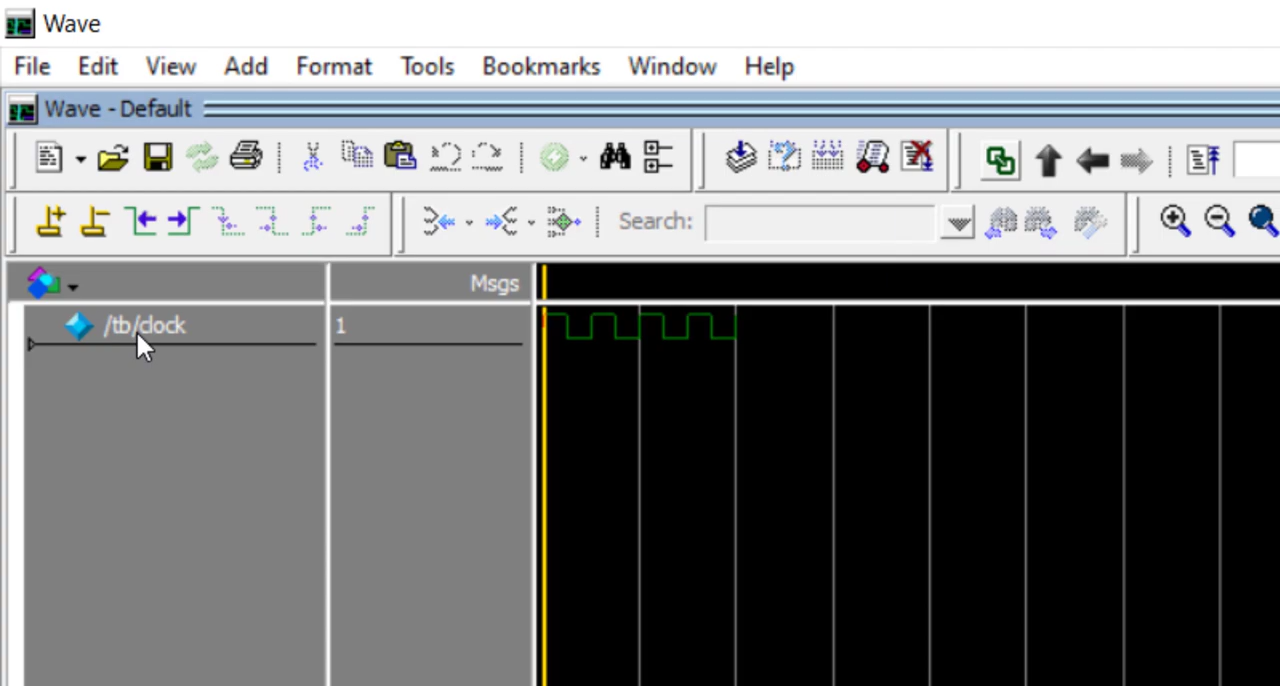 Wave
File Edit View Add Format Tools Bookmarks Window Help
Wave - Default
Search:
Msgs
/tb/clock 1